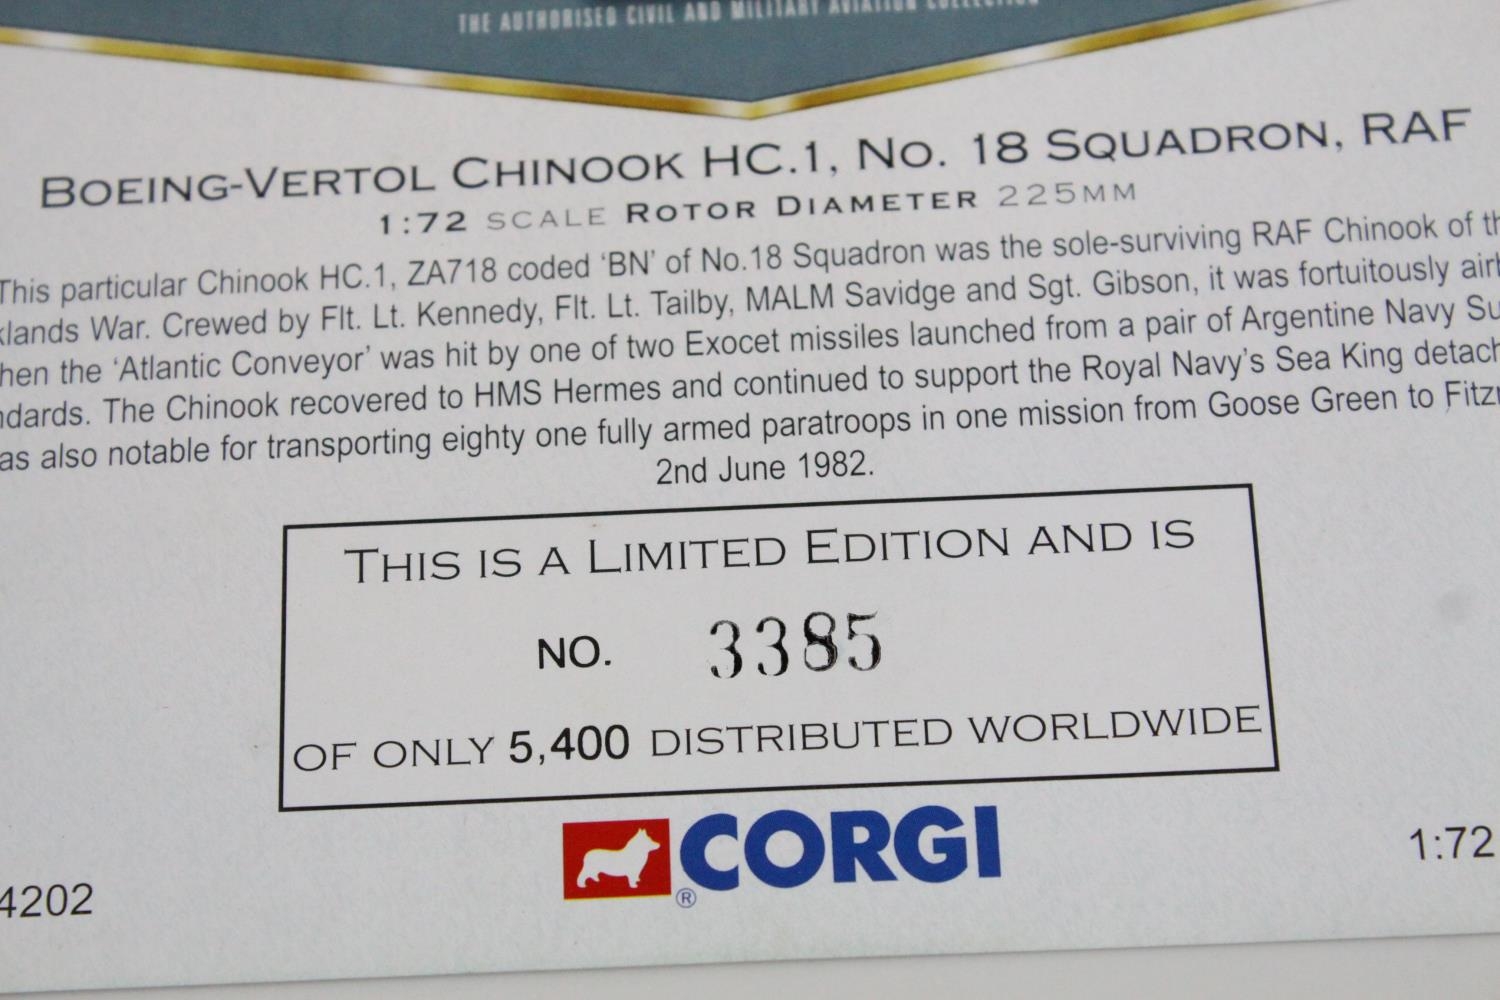 THE AUTHORISED CIVIL AND MILITARY AVIATION COLLECTION
BOEING-VERTOL CHINOOK HC.1, NO. 18 SQUADRON, RAF
1:72 SCALE ROTOR DIAMETER 225MM
This particular Chinook HC.1, ZA718 coded 'BN' of No.18 Squadron was the sole-surviving RAF Chinook of th
klands War. Crewed by Flt. Lt. Kennedy, Flt. Lt. Tailby, MALM Savidge and Sgt. Gibson, it was fortuitously airb
hen the 'Atlantic Conveyor' was hit by one of two Exocet missiles launched from a pair of Argentine Navy Su
ndards. The Chinook recovered to HMS Hermes and continued to support the Royal Navy's Sea King detach
as also notable for transporting eighty one fully armed paratroops in one mission from Goose Green to Fitzr
2nd June 1982.
THIS IS A LIMITED EDITION AND IS
NO. 3385
OF ONLY 5,400 DISTRIBUTED WORLDWIDE
CORGI
®
4202
1:72